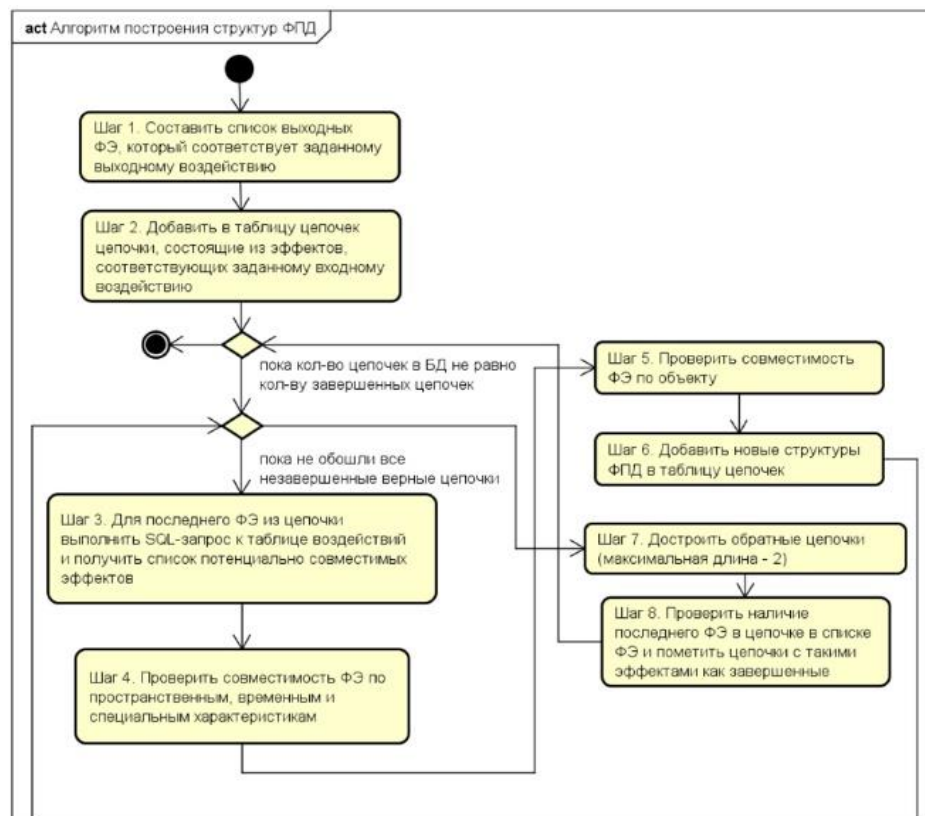 act Алгоритм построения структур ФПД
Шаг 1. Составить список выходных
ФЭ, который соответствует заданному
выходному воздействию
Шаг 2. Добавить в таблицу цепочек
цепочки, состоящие из эффектов,
соответствующих заданному входному
воздействию
пока кол-во цепочек в БД не равно
кол-ву завершенных цепочек
пока не обошли все
незавершенные верные цепочки
Шаг 3. Для последнего ФЭ из цепочки
выполнить SQL-запрос к таблице воздействий
и получить список потенциально совместимых
эффектов
Шаг 4. Проверить совместимость ФЭ по
пространственным, временным и
специальным характеристикам
Шаг 5. Проверить совместимость
ФЭ по объекту
Шаг 6. Добавить новые структуры
ФПД в таблицу цепочек
Шаг 7. Достроить обратные цепочки
(максимальная длина - 2)
Шаг 8. Проверить наличие
последнего ФЭ в цепочке в списке
ФЭ и пометить цепочки с такими
эффектами как завершенные